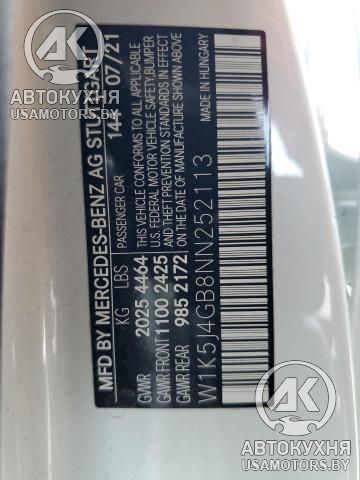 MFD BY MERCEDES-BENZ AG STUTTGART
144 07/21
PASSENGER CAR
KG LBS
GVWR 2025 4464
GAWR FRONT 1100 2425
GAWR REAR 985 2172
THIS VEHICLE CONFORMS TO ALL APPLICABLE
U.S. FEDERAL MOTOR VEHICLE SAFETY, BUMPER
AND THEFT PREVENTION STANDARDS IN EFFECT
ON THE DATE OF MANUFACTURE SHOWN ABOVE
MADE IN HUNGARY
W1K5J4GB8NN252113
АВТОКУХНЯ
USAMOTORS.BY
АВТОКУХНЯ
USAMOTORS.BY